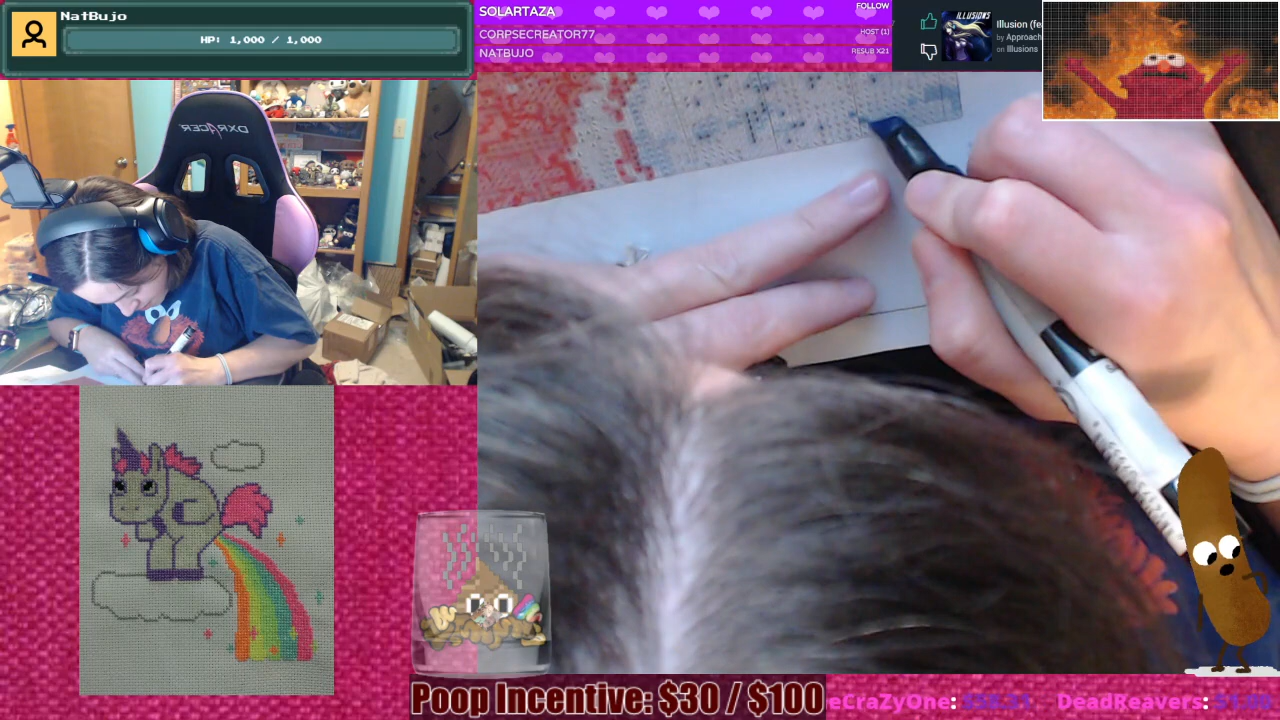 NatBujo
HP: 1,000 / 1,000
SOLARTAZA
FOLLOW
CORPSECREATOR77
HOST (1)
NATBUJO
RESUB X21
ILLUSIONS
Illusion (fe
by Approach
on Illusions
DXRACER
Poop Incentive: $30 / $100
eCraZyOne:
DeadReavers: